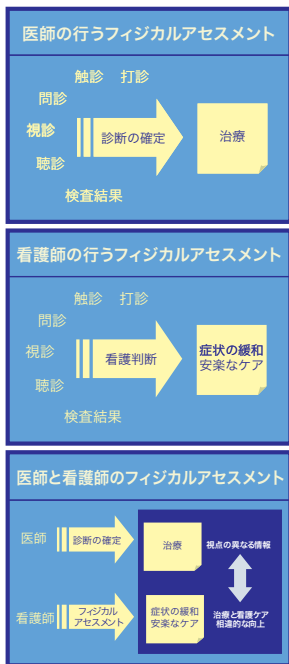 医師の行うフィジカルアセスメント
触診 打診
問診
視診
聴診
検査結果
診断の確定
治療
看護師の行うフィジカルアセスメント
触診 打診
問診
視診
聴診
検査結果
看護判断
症状の緩和
安楽なケア
医師と看護師のフィジカルアセスメント
医師
診断の確定
治療
視点の異なる情報
看護師
フィジカル
アセスメント
症状の緩和
安楽なケア
治療と看護ケア
相違的な向上